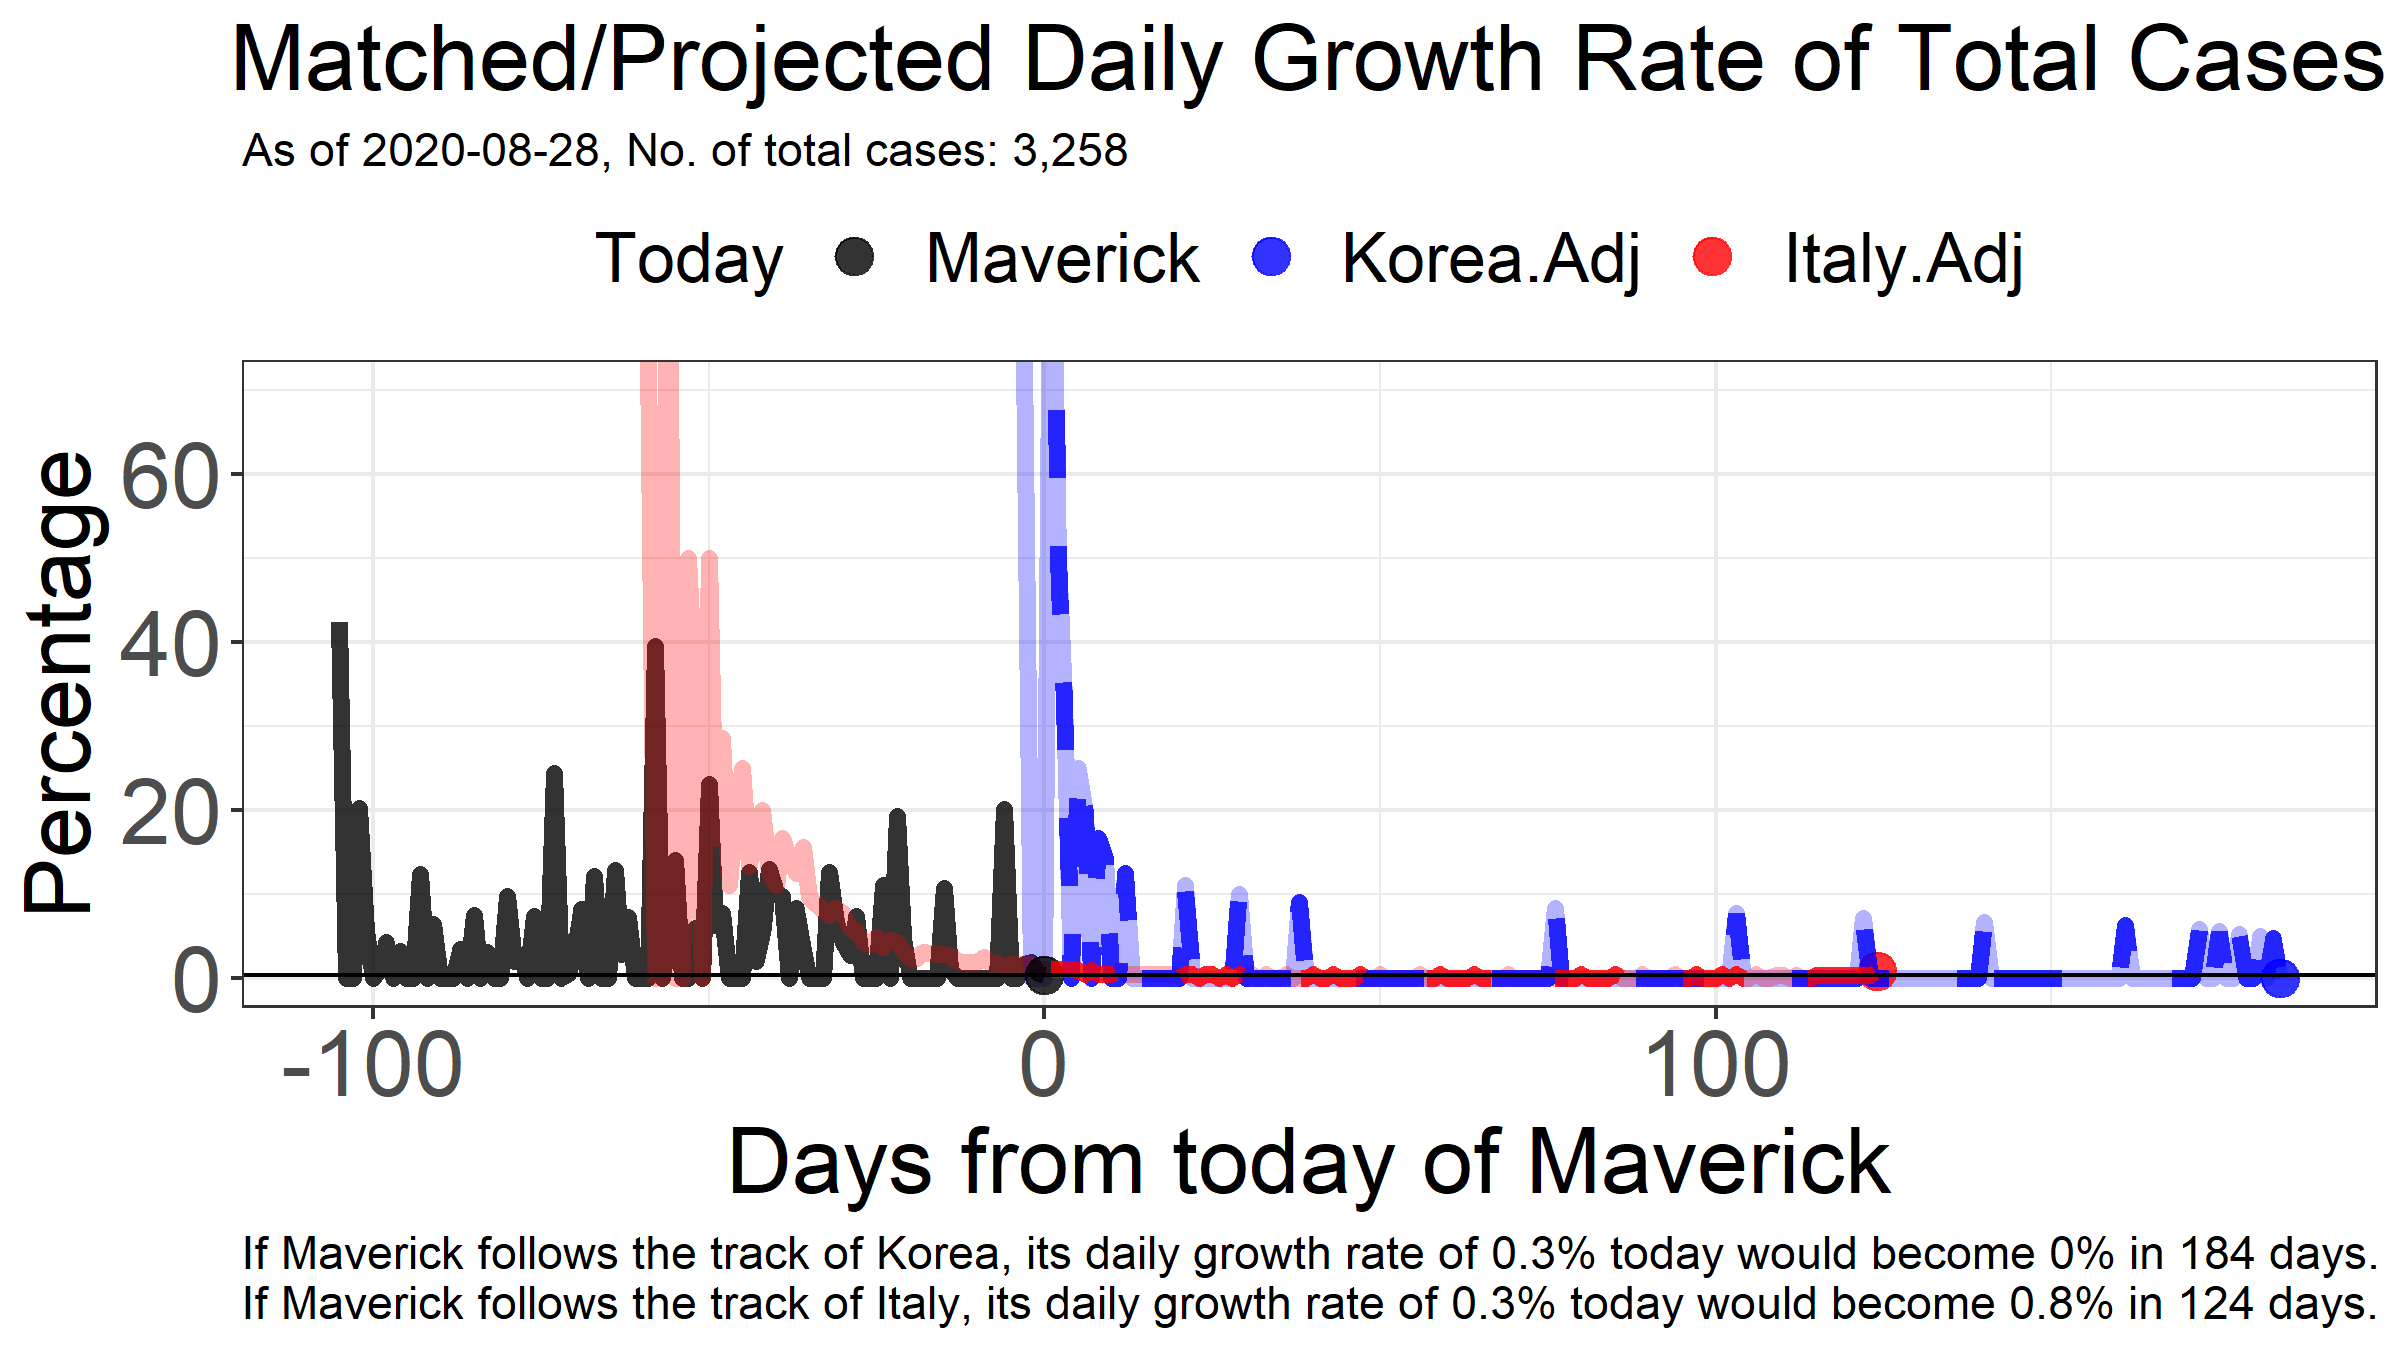 Matched/Projected Daily Growth Rate of Total Cases
As of 2020-08-28, No. of total cases: 3,258
Today Maverick Korea.Adj Italy.Adj
Percentage
60
40
20
0
-100 0 100
Days from today of Maverick
If Maverick follows the track of Korea, its daily growth rate of 0.3% today would become 0% in 184 days.
If Maverick follows the track of Italy, its daily growth rate of 0.3% today would become 0.8% in 124 days.